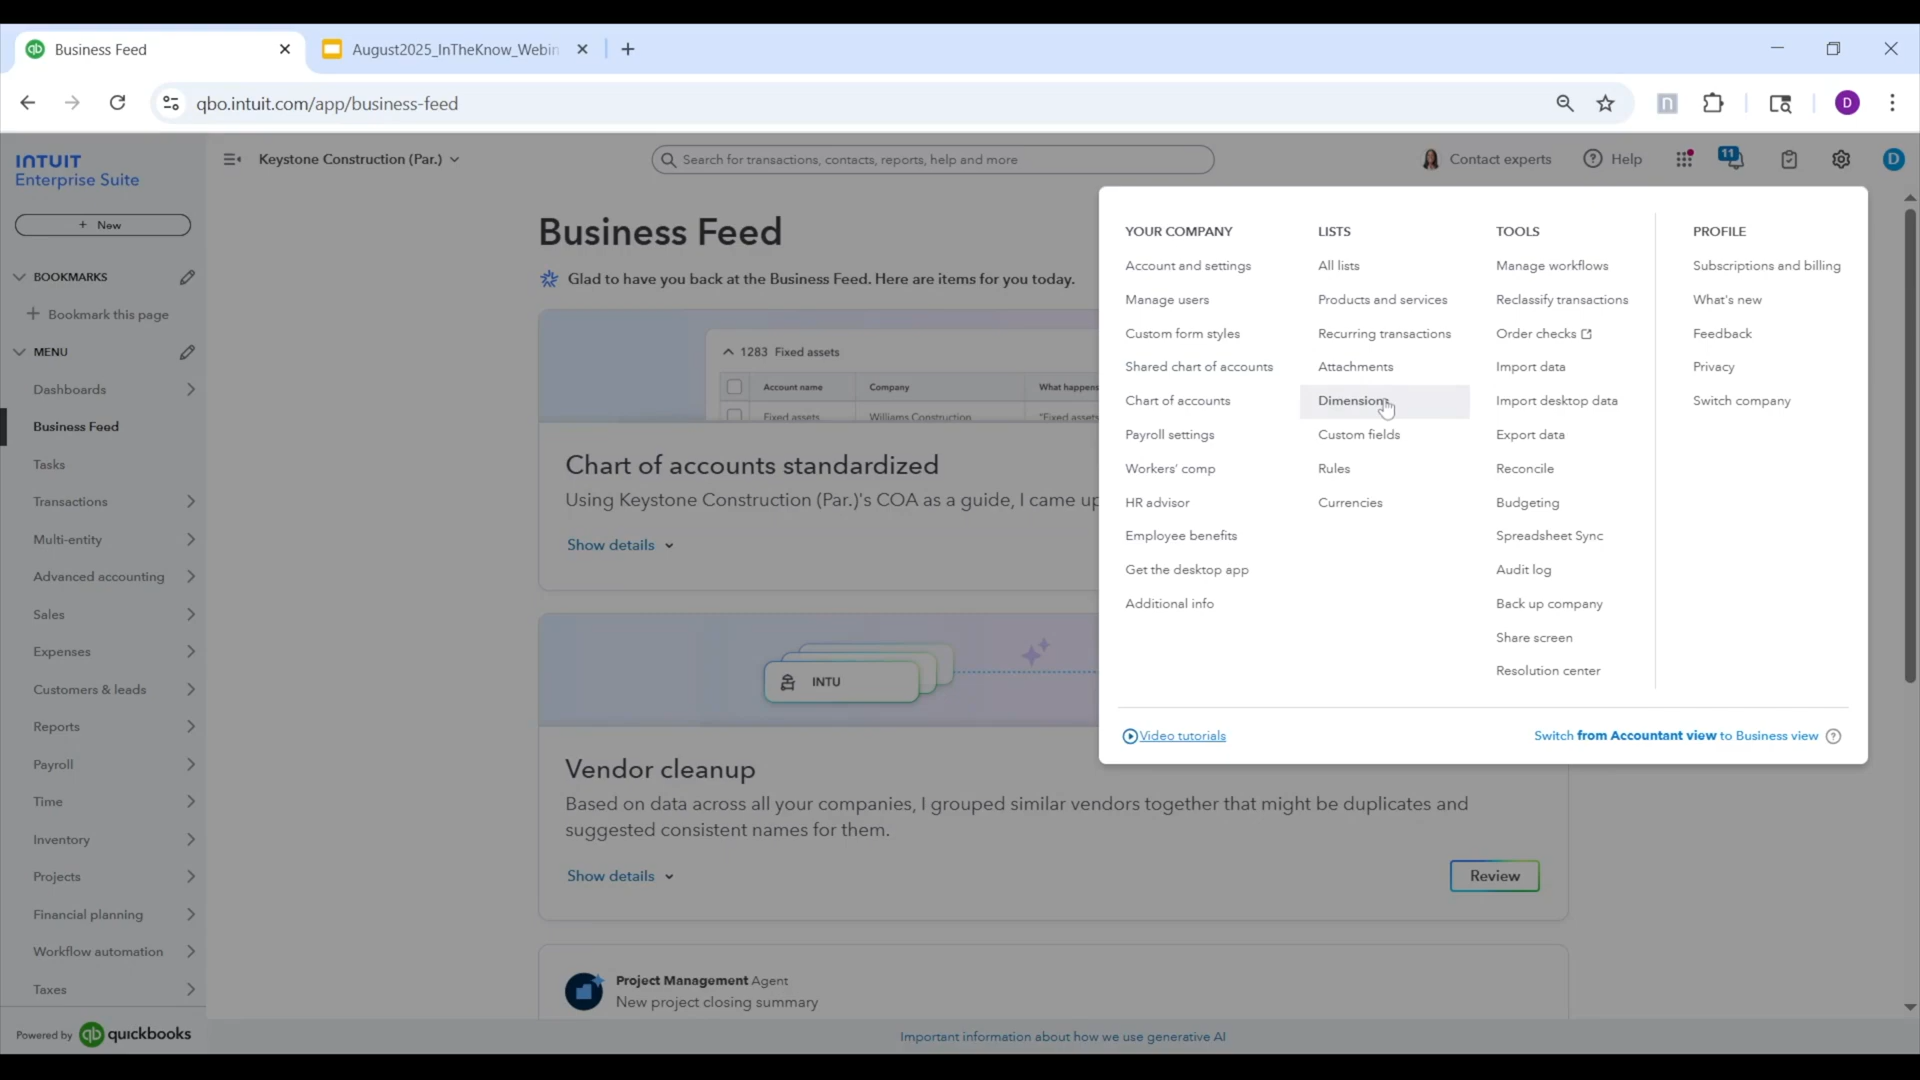 Business Feed
August2025_InTheKnow_Webin
qbo.intuit.com/app/business-feed
D
INTUIT
Enterprise Suite
Keystone Construction (Par.)
Search for transactions, contacts, reports, help and more
Contact experts
Help
11
D
+ New
BOOKMARKS
Bookmark this page
MENU
Dashboards
Business Feed
Tasks
Transactions
Multi-entity
Advanced accounting
Sales
Expenses
Customers & leads
Reports
Payroll
Time
Inventory
Projects
Financial planning
Workflow automation
Taxes
Powered by qb quickbooks
Business Feed
Glad to have you back at the Business Feed. Here are items for you today.
1283 Fixed assets
Account name Company What happens
Fixed assets Williams Construction "Fixed assets
Chart of accounts standardized
Using Keystone Construction (Par.)'s COA as a guide, I came up
Show details
INTU
Vendor cleanup
Based on data across all your companies, I grouped similar vendors together that might be duplicates and
suggested consistent names for them.
Show details
Review
Project Management Agent
New project closing summary
Important information about how we use generative AI
YOUR COMPANY
Account and settings
Manage users
Custom form styles
Shared chart of accounts
Chart of accounts
Payroll settings
Workers' comp
HR advisor
Employee benefits
Get the desktop app
Additional info
LISTS
All lists
Products and services
Recurring transactions
Attachments
Dimensions
Custom fields
Rules
Currencies
TOOLS
Manage workflows
Reclassify transactions
Order checks
Import data
Import desktop data
Export data
Reconcile
Budgeting
Spreadsheet Sync
Audit log
Back up company
Share screen
Resolution center
PROFILE
Subscriptions and billing
What's new
Feedback
Privacy
Switch company
Video tutorials
Switch from Accountant view to Business view